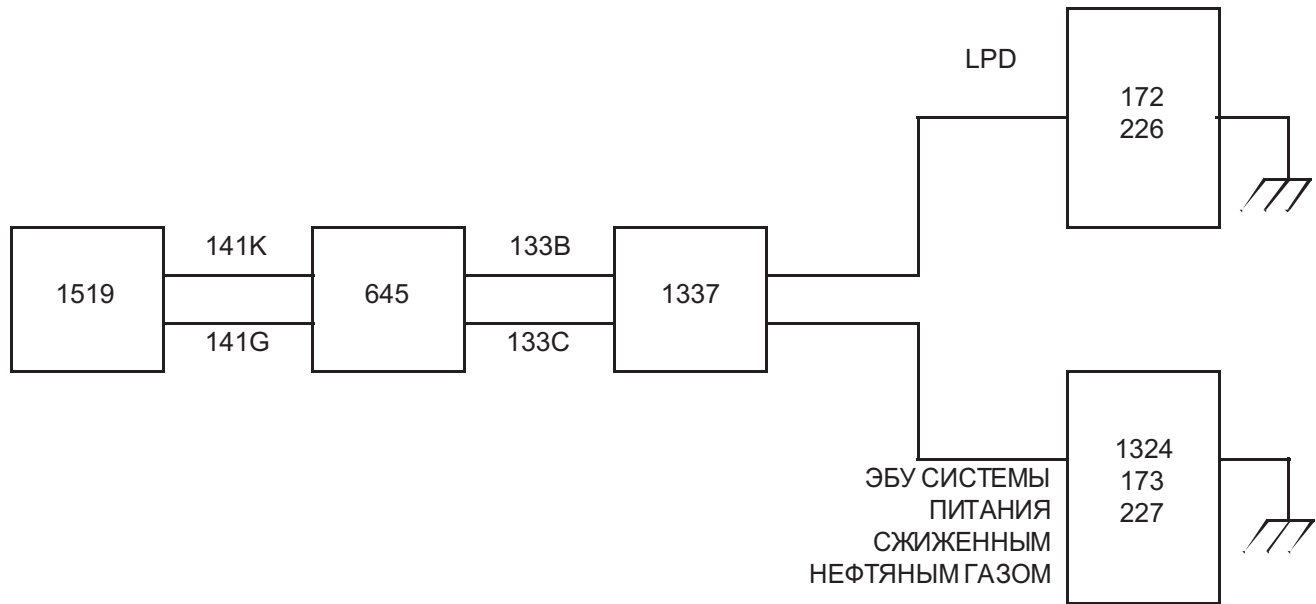 LPD
172
226
141K
133B
1519
645
1337
141G
133C
1324
173
227
ЭБУ СИСТЕМЫ
ПИТАНИЯ
СЖИЖЕННЫМ
НЕФТЯНЫМ ГАЗОМ